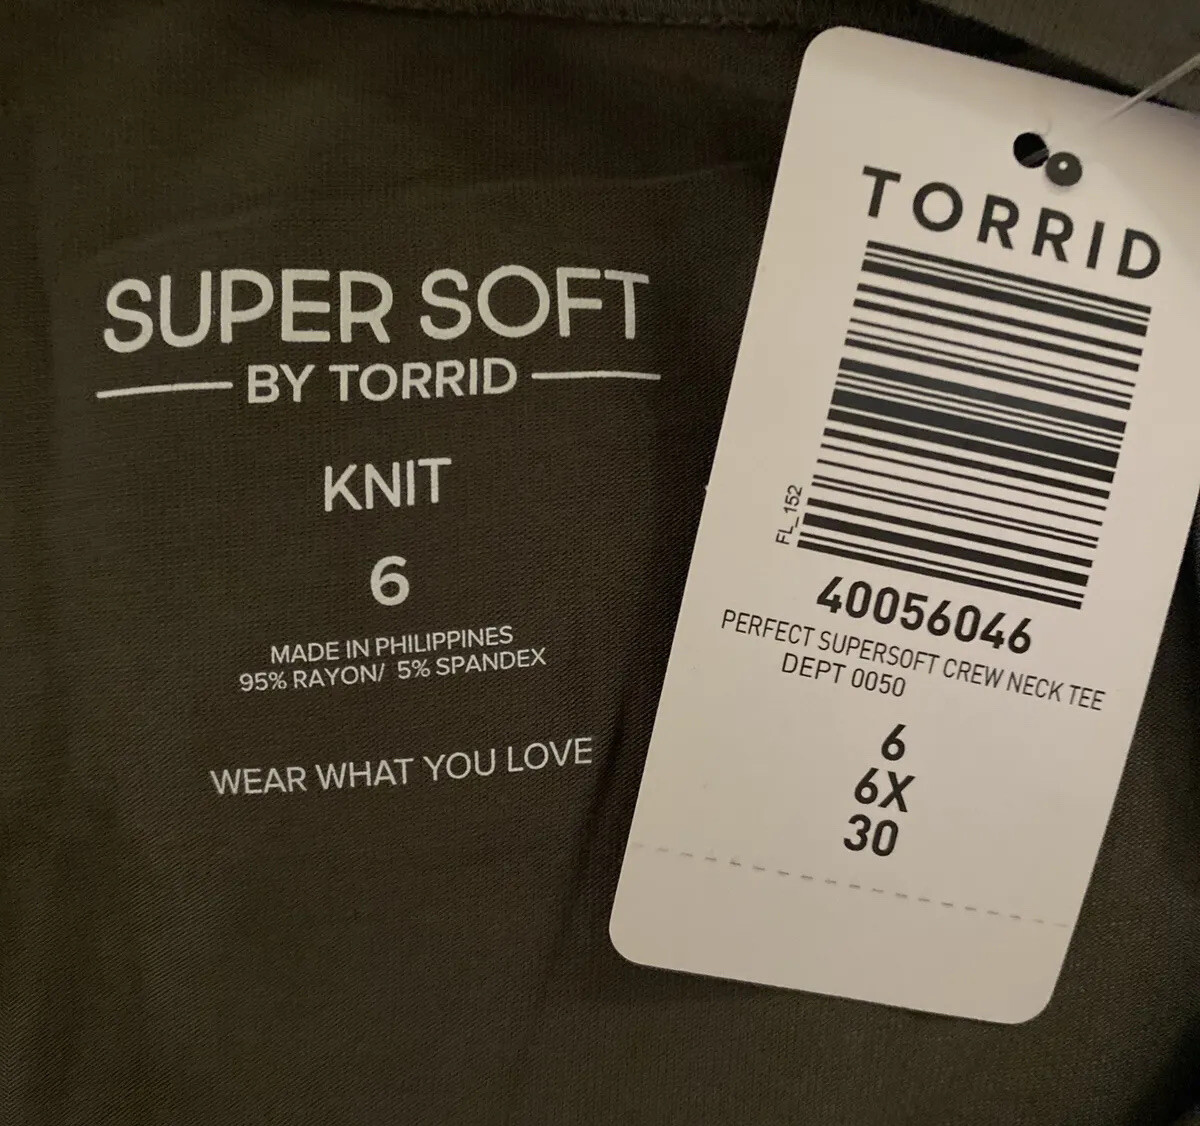 SUPER SOFT
BY TORRID
KNIT
6
MADE IN PHILIPPINES
95% RAYON/ 5% SPANDEX
WEAR WHAT YOU LOVE
TORRID
FL_152
40056046
PERFECT SUPERSOFT CREW NECK TEE
DEPT 0050
6
6X
30